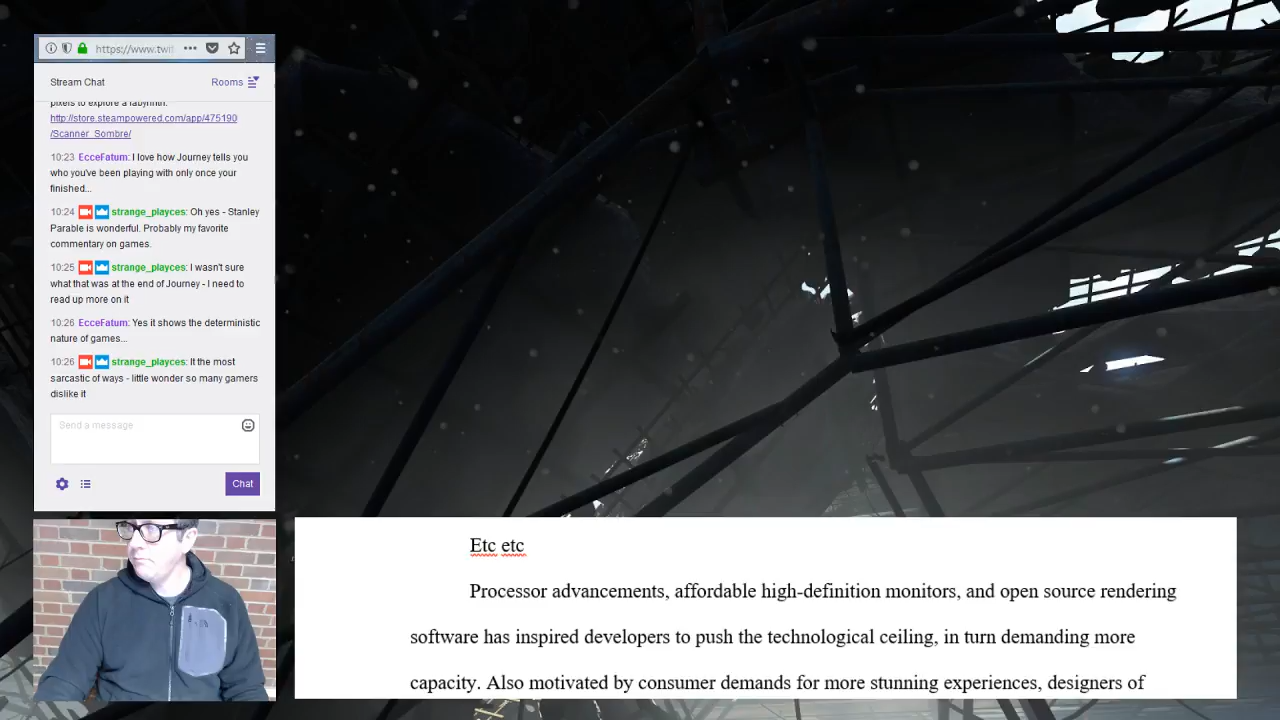 https://www.twi
Stream Chat
Rooms
pixels to explore a labyrinth.
http://store.steampowered.com/app/475190
/Scanner_Sombre/
10:23 EcceFatum: I love how Journey tells you
who you've been playing with only once your
finished...
10:24 strange_playces: Oh yes - Stanley
Parable is wonderful. Probably my favorite
commentary on games.
10:25 strange_playces: I wasn't sure
what that was at the end of Journey - I need to
read up more on it
10:26 EcceFatum: Yes it shows the deterministic
nature of games...
10:26 strange_playces: It the most
sarcastic of ways - little wonder so many gamers
dislike it
Send a message
Chat
Etc etc
Processor advancements, affordable high-definition monitors, and open source rendering
software has inspired developers to push the technological ceiling, in turn demanding more
capacity. Also motivated by consumer demands for more stunning experiences, designers of